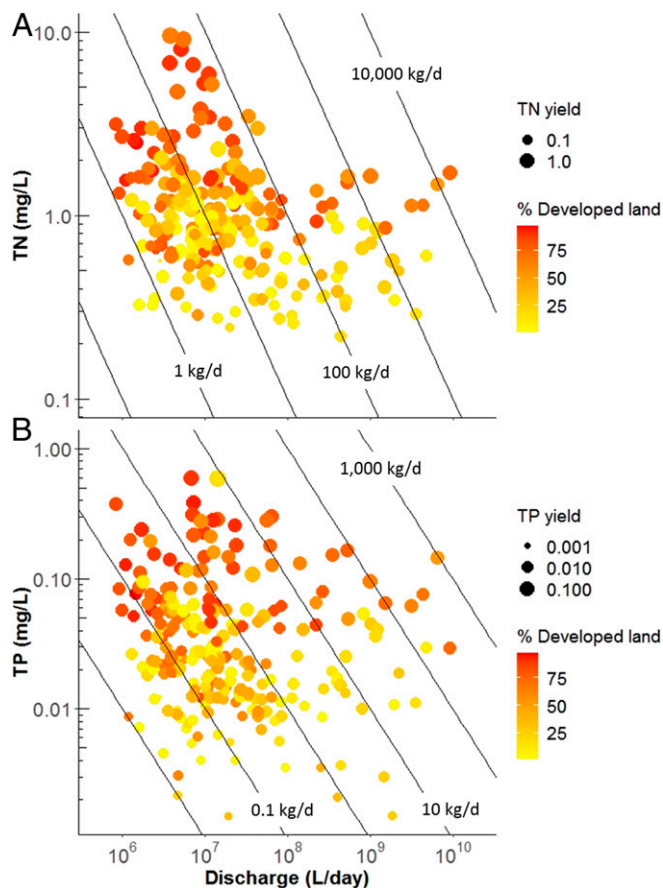 A
10.0
1.0
0.1
TN (mg/L)
10,000 kg/d
1 kg/d
100 kg/d
TN yield
0.1
1.0
% Developed land
75
50
25
B
1.00
0.10
0.01
TP (mg/L)
1,000 kg/d
0.1 kg/d
10 kg/d
TP yield
0.001
0.010
0.100
% Developed land
75
50
25
10⁶ 10⁷ 10⁸ 10⁹ 10¹⁰
Discharge (L/day)